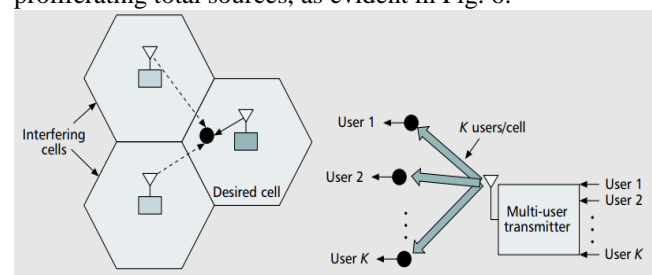 proliferating total sources, as evident in Fig. 6.
Interfering
cells
Desired cell
User 1
K users/cell
User 2
User K
Multi-user
transmitter
User 1
User 2
User K